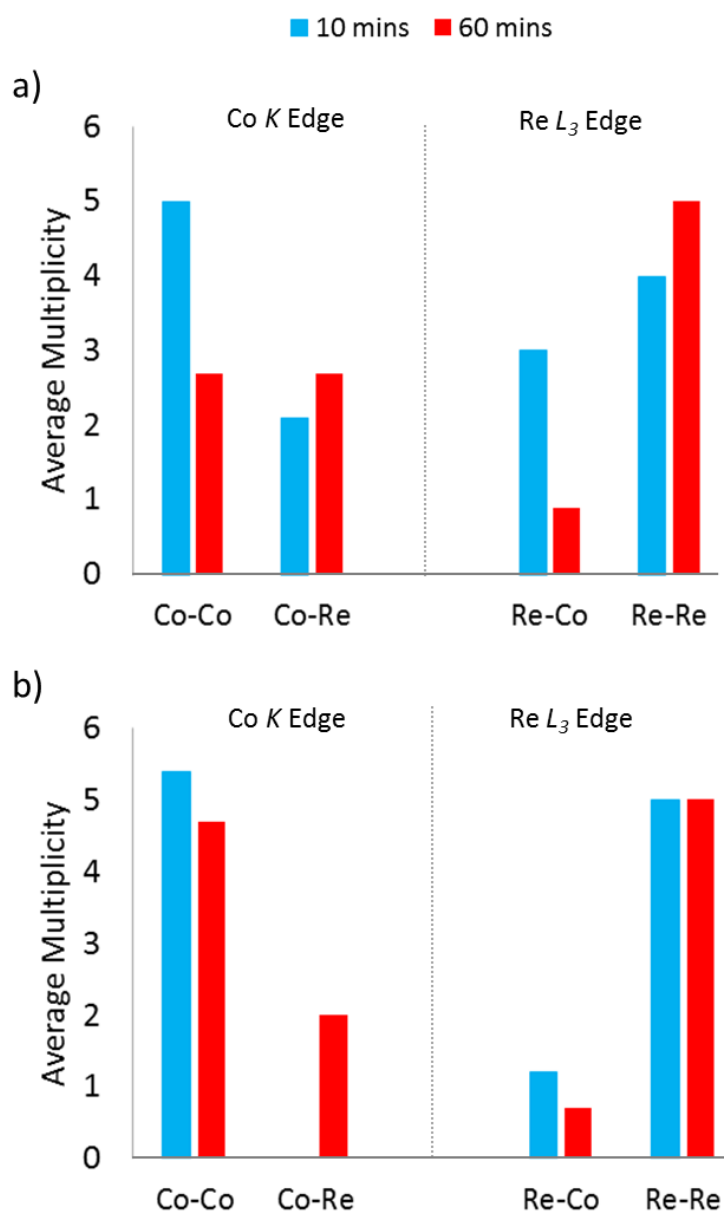 10 mins 60 mins
a)
Co K Edge Re L₃ Edge
Average Multiplicity
6
5
4
3
2
1
0
Co-Co Co-Re Re-Co Re-Re
b)
Co K Edge Re L₃ Edge
Average Multiplicity
6
5
4
3
2
1
0
Co-Co Co-Re Re-Co Re-Re